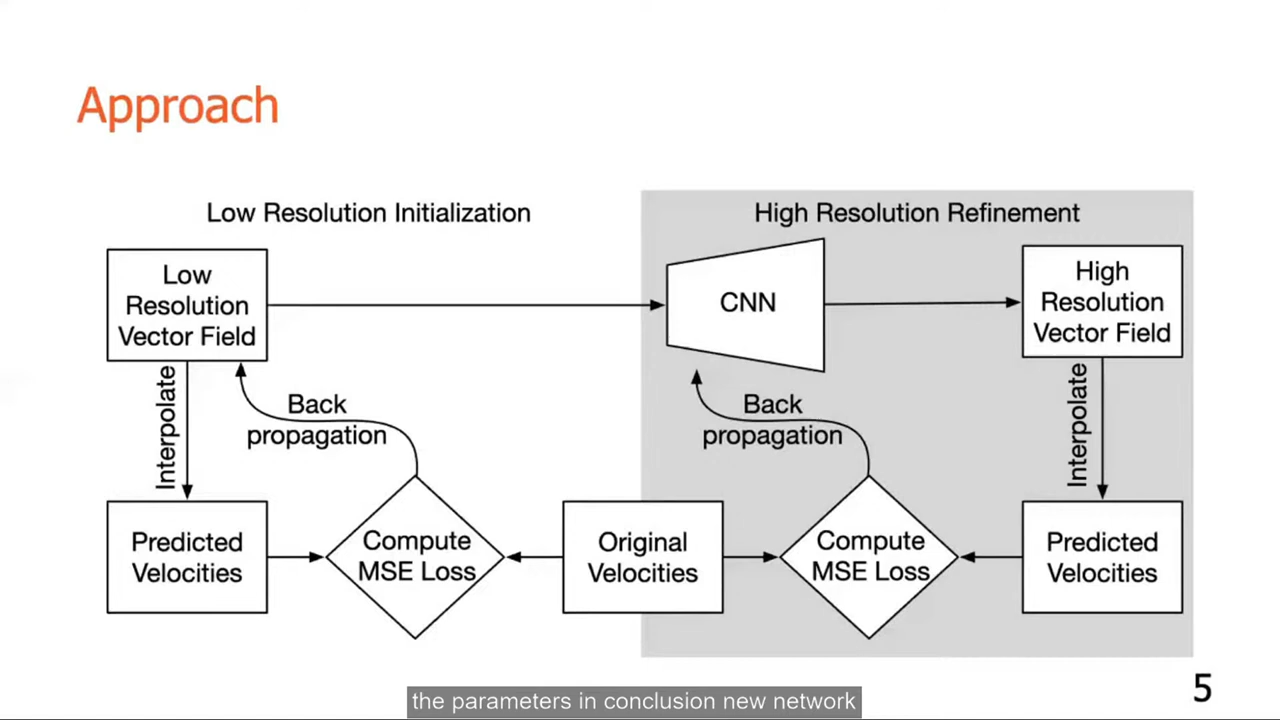 Approach
Low Resolution Initialization
High Resolution Refinement
Low
Resolution
Vector Field
CNN
High
Resolution
Vector Field
Interpolate
Back
propagation
Back
propagation
Interpolate
Predicted
Velocities
Compute
MSE Loss
Original
Velocities
Compute
MSE Loss
Predicted
Velocities
5
the parameters in conclusion new network